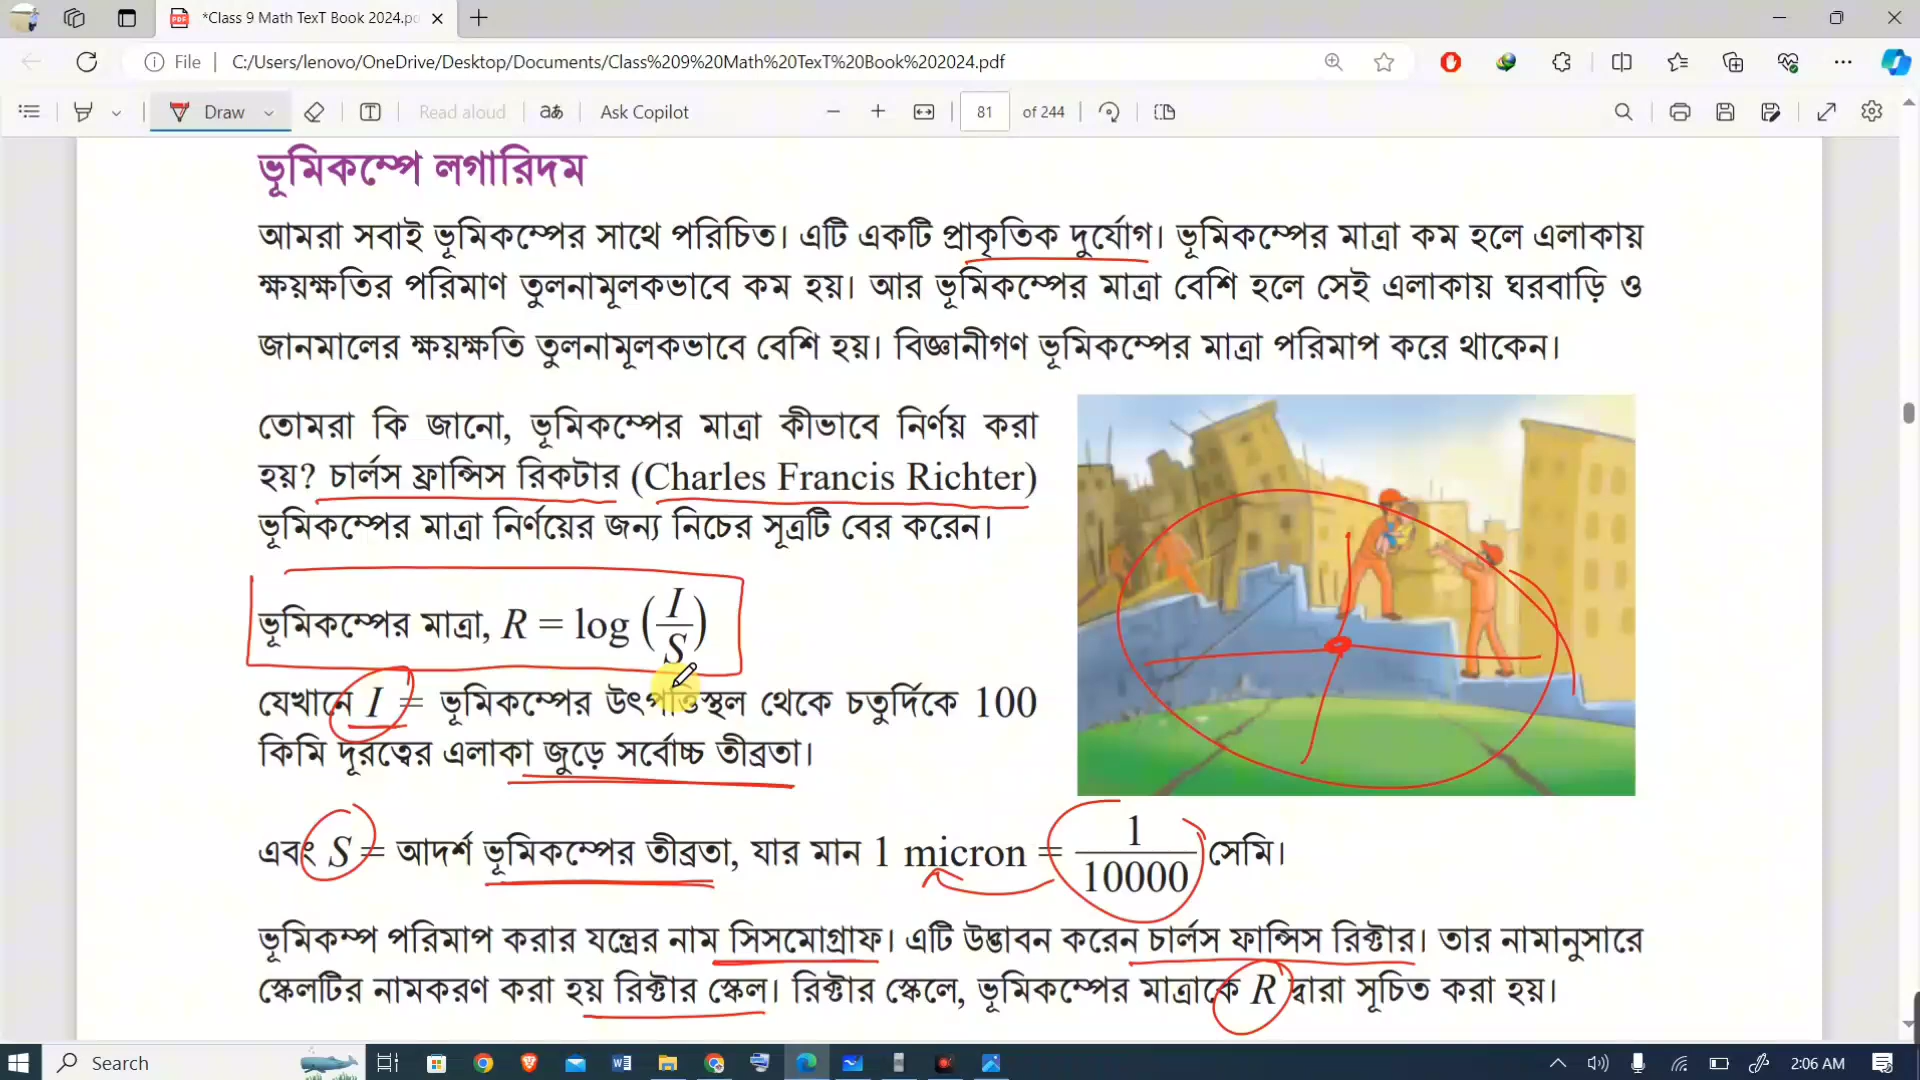 *Class 9 Math TexT Book 2024.pd
File
C:/Users/lenovo/OneDrive/Desktop/Documents/Class%209%20Math%20TexT%20Book%202024.pdf
Draw
Read aloud
aあ
Ask Copilot
81 of 244
ভূমিকম্পে লগারিদম
আমরা সবাই ভূমিকম্পের সাথে পরিচিত। এটি একটি প্রাকৃতিক দুর্যোগ। ভূমিকম্পের মাত্রা কম হলে এলাকায়
ক্ষয়ক্ষতির পরিমাণ তুলনামূলকভাবে কম হয়। আর ভূমিকম্পের মাত্রা বেশি হলে সেই এলাকায় ঘরবাড়ি ও
জানমালের ক্ষয়ক্ষতি তুলনামূলকভাবে বেশি হয়। বিজ্ঞানীগণ ভূমিকম্পের মাত্রা পরিমাপ করে থাকেন।
তোমরা কি জানো, ভূমিকম্পের মাত্রা কীভাবে নির্ণয় করা
হয়? চার্লস ফ্রান্সিস রিকটার (Charles Francis Richter)
ভূমিকম্পের মাত্রা নির্ণয়ের জন্য নিচের সূত্রটি বের করেন।
ভূমিকম্পের মাত্রা, R = log (I/S)
যেখানে I = ভূমিকম্পের উৎপত্তিস্থল থেকে চতুর্দিকে 100
কিমি দূরত্বের এলাকা জুড়ে সর্বোচ্চ তীব্রতা।
এবং S = আদর্শ ভূমিকম্পের তীব্রতা, যার মান 1 micron = 1/10000 সেমি।
ভূমিকম্প পরিমাপ করার যন্ত্রের নাম সিসমোগ্রাফ। এটি উদ্ভাবন করেন চার্লস ফান্সিস রিক্টার। তার নামানুসারে
স্কেলটির নামকরণ করা হয় রিক্টার স্কেল। রিক্টার স্কেলে, ভূমিকম্পের মাত্রাকে R দ্বারা সূচিত করা হয়।
Search
2:06 AM